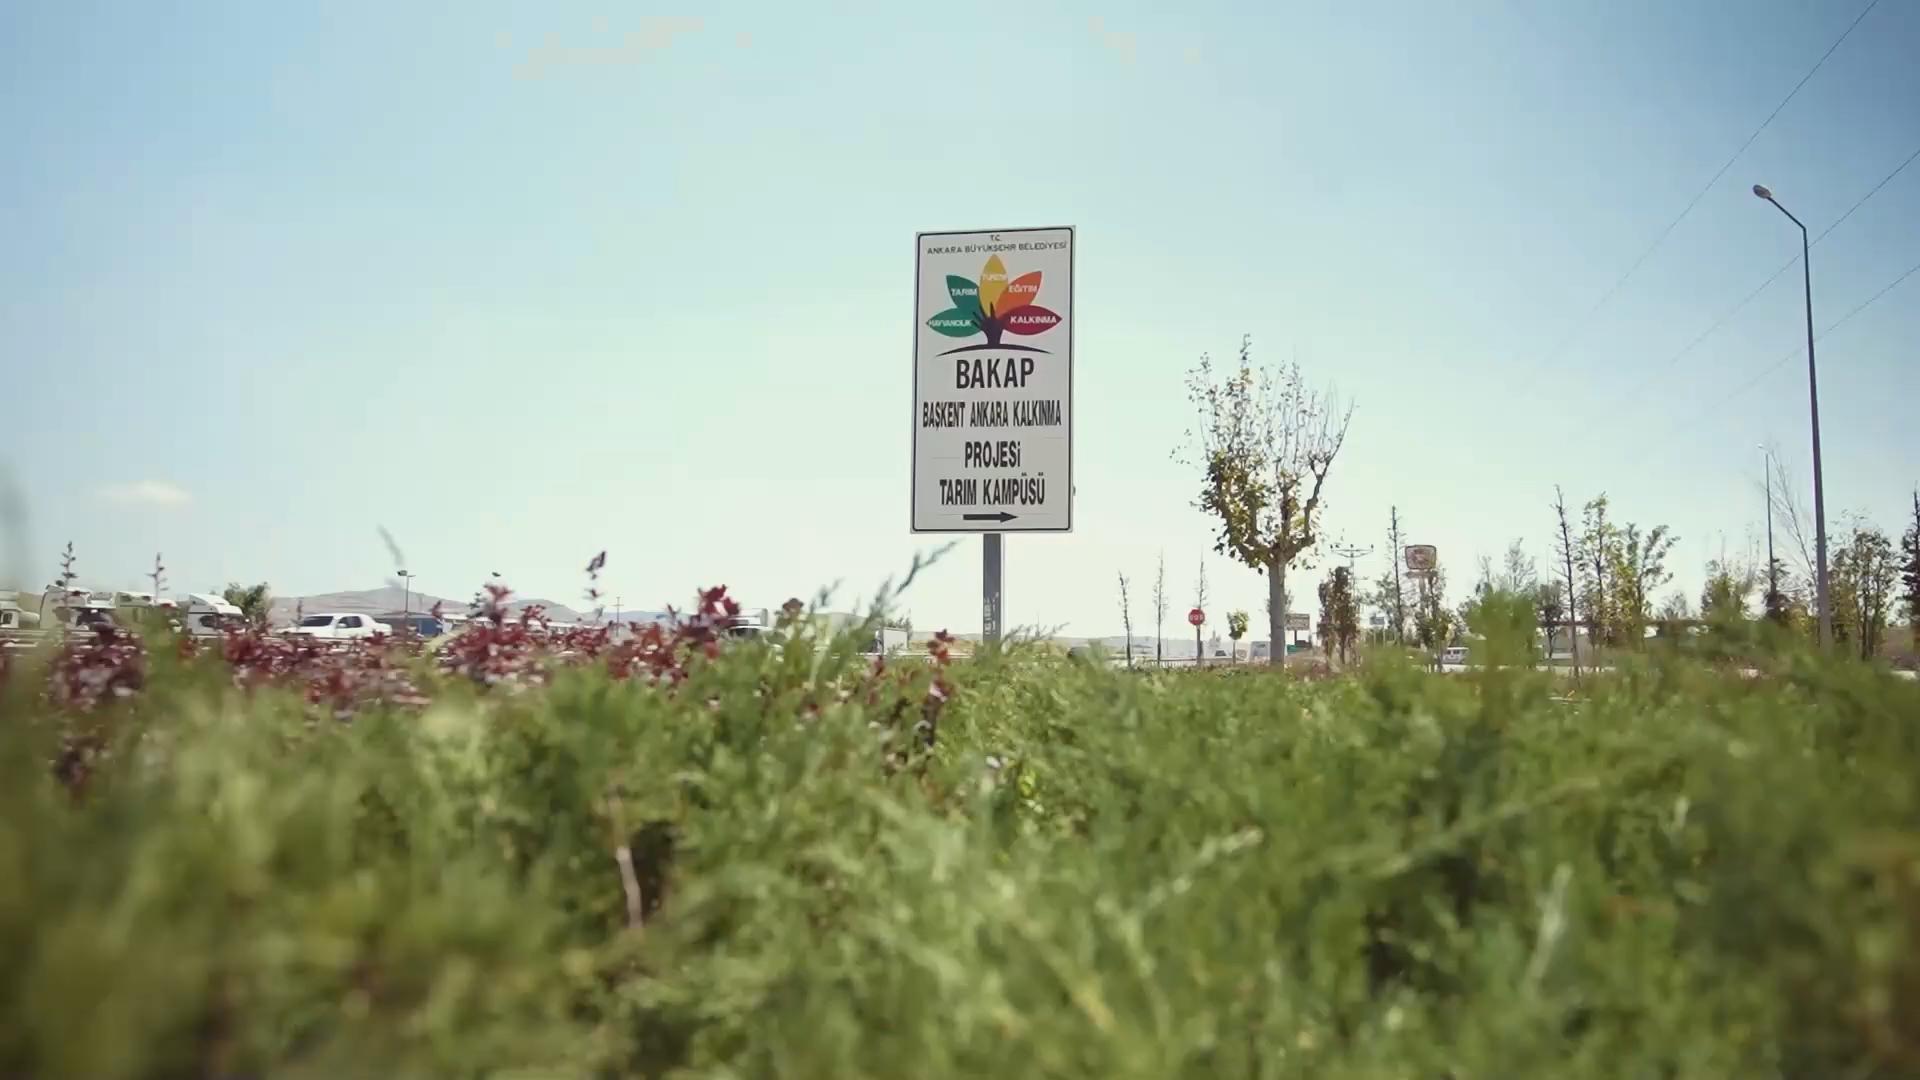 T.C.
ANKARA BÜYÜKŞEHİR BELEDİYESİ
TURİZM
TARIM
EĞİTİM
HAYVANCILIK
KALKINMA
BAKAP
BAŞKENT ANKARA KALKINMA
PROJESİ
TARIM KAMPÜSÜ